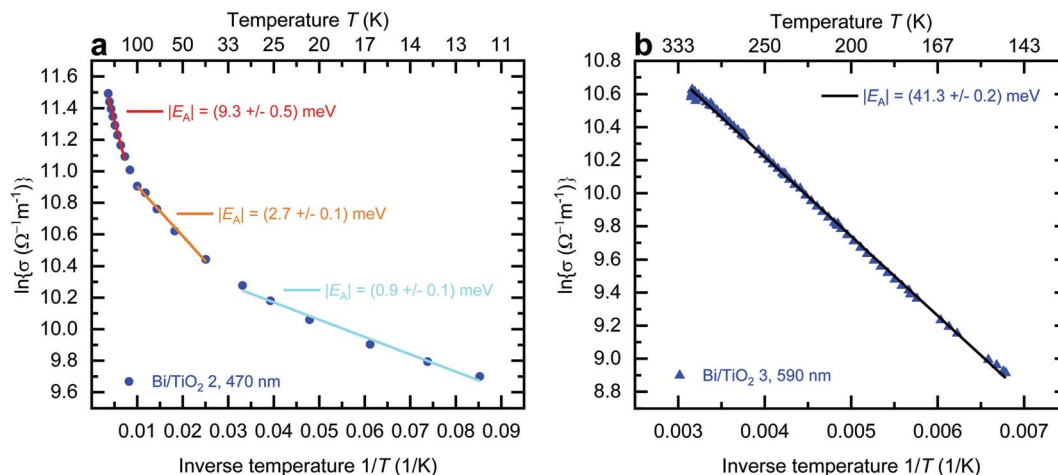 Temperature T (K)
a
100 50 33 25 20 17 14 12 11
11.6
11.4
11.2
11.0
10.8
10.6
10.4
10.2
10.0
9.8
9.6
ln{σ (Ω⁻¹m⁻¹)}
|E_A| = (9.3 +/- 0.5) meV
|E_A| = (2.7 +/- 0.1) meV
|E_A| = (0.9 +/- 0.1) meV
Bi/TiO₂ 2, 470 nm
0.01 0.02 0.03 0.04 0.05 0.06 0.07 0.08 0.09
Inverse temperature 1/T (1/K)
Temperature T (K)
b
333 250 200 167 143
10.8
10.6
10.4
10.2
10.0
9.8
9.6
9.4
9.2
9.0
8.8
ln{σ (Ω⁻¹m⁻¹)}
|E_A| = (41.3 +/- 0.2) meV
Bi/TiO₂ 3, 590 nm
0.003 0.004 0.005 0.006 0.007
Inverse temperature 1/T (1/K)